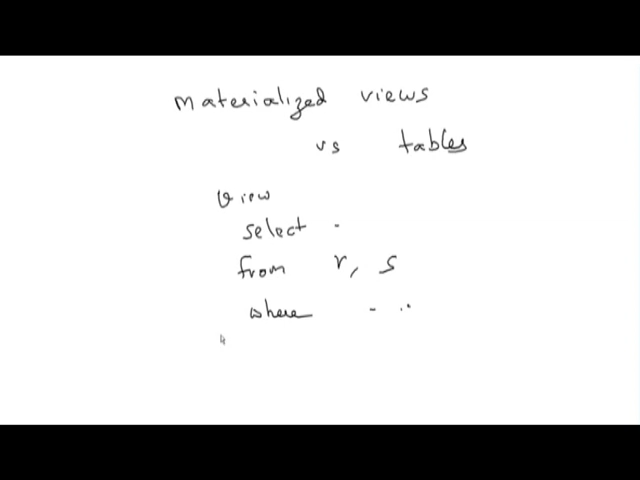 materialized views
vs tables
view
select -
from r, s
where - ..